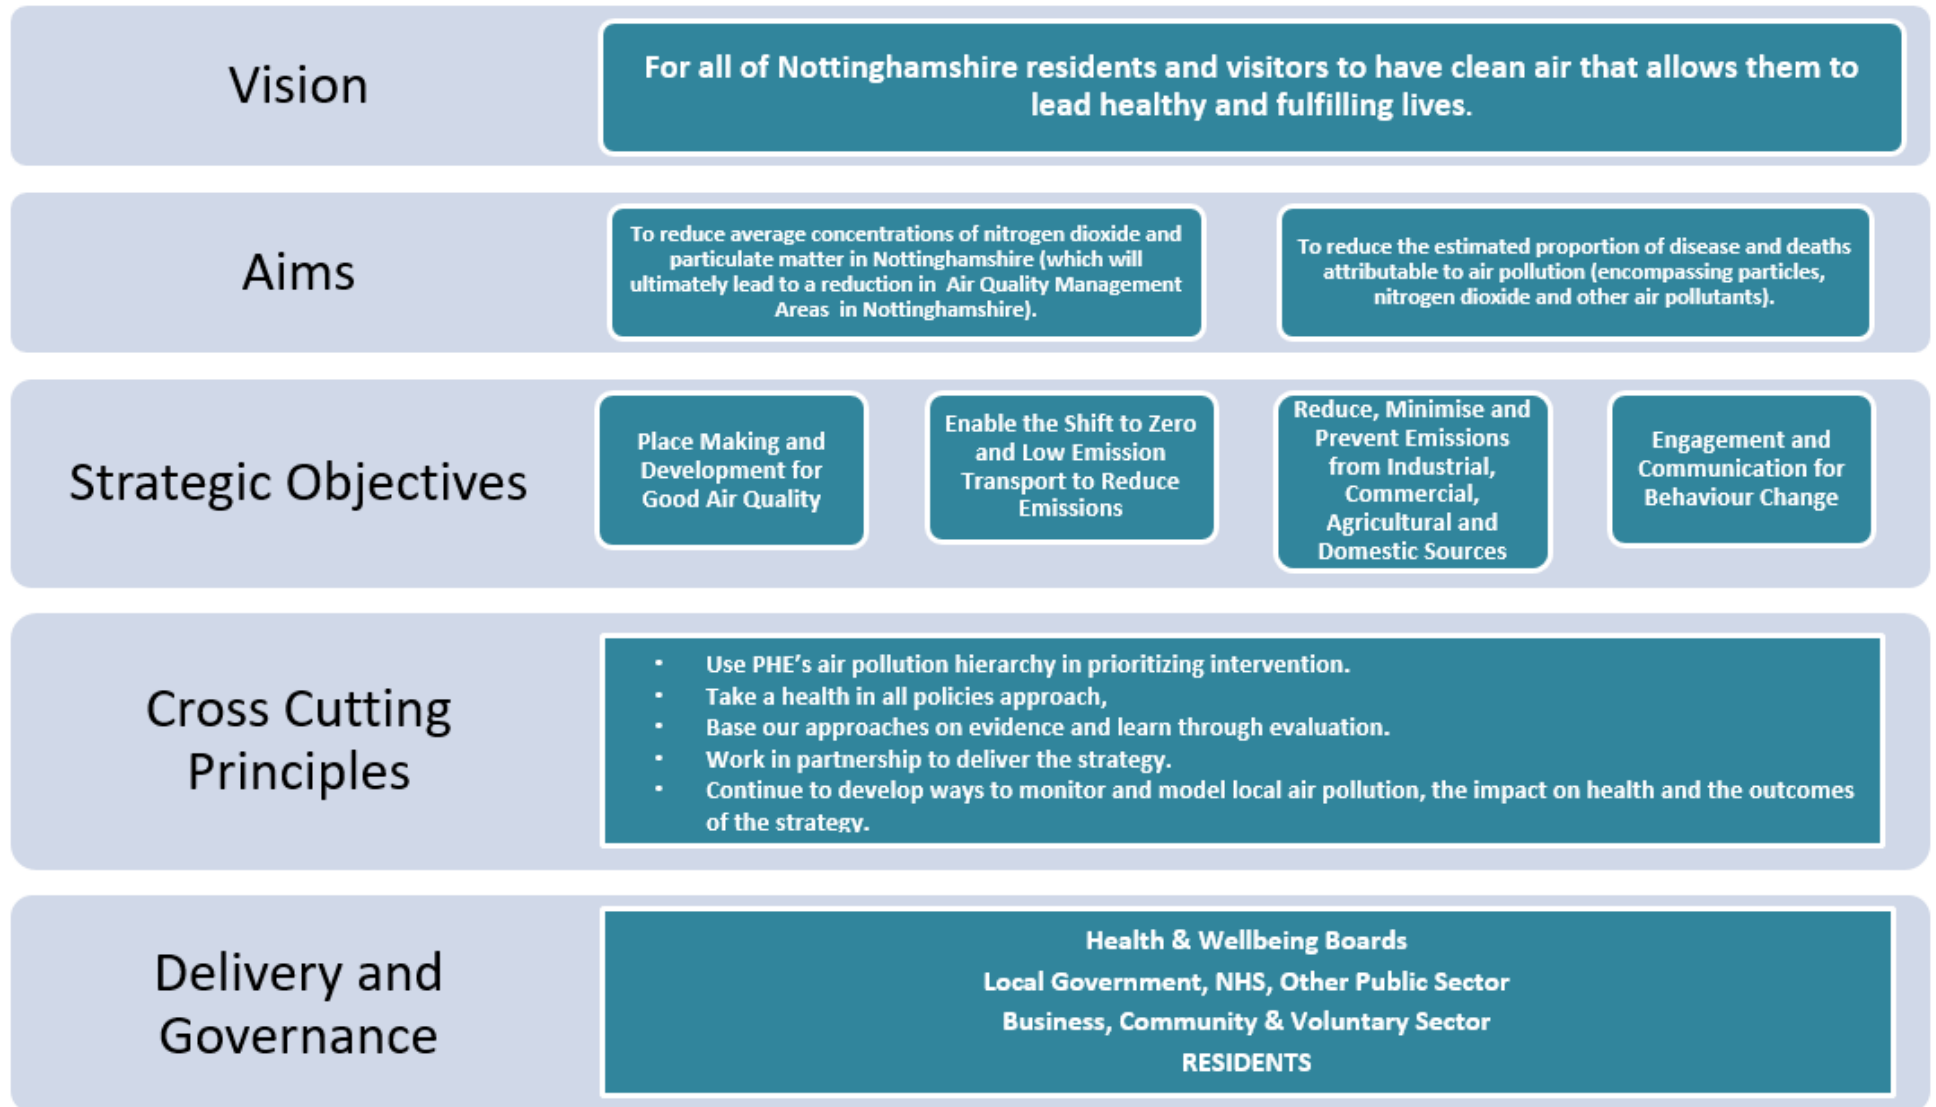 Vision
For all of Nottinghamshire residents and visitors to have clean air that allows them to
lead healthy and fulfilling lives.
Aims
To reduce average concentrations of nitrogen dioxide and
particulate matter in Nottinghamshire (which will
ultimately lead to a reduction in Air Quality Management
Areas in Nottinghamshire).
To reduce the estimated proportion of disease and deaths
attributable to air pollution (encompassing particles,
nitrogen dioxide and other air pollutants).
Strategic Objectives
Place Making and
Development for
Good Air Quality
Enable the Shift to Zero
and Low Emission
Transport to Reduce
Emissions
Reduce, Minimise and
Prevent Emissions
from Industrial,
Commercial,
Agricultural and
Domestic Sources
Engagement and
Communication for
Behaviour Change
Cross Cutting
Principles
• Use PHE’s air pollution hierarchy in prioritizing intervention.
• Take a health in all policies approach,
• Base our approaches on evidence and learn through evaluation.
• Work in partnership to deliver the strategy.
• Continue to develop ways to monitor and model local air pollution, the impact on health and the outcomes
of the strategy.
Delivery and
Governance
Health & Wellbeing Boards
Local Government, NHS, Other Public Sector
Business, Community & Voluntary Sector
RESIDENTS